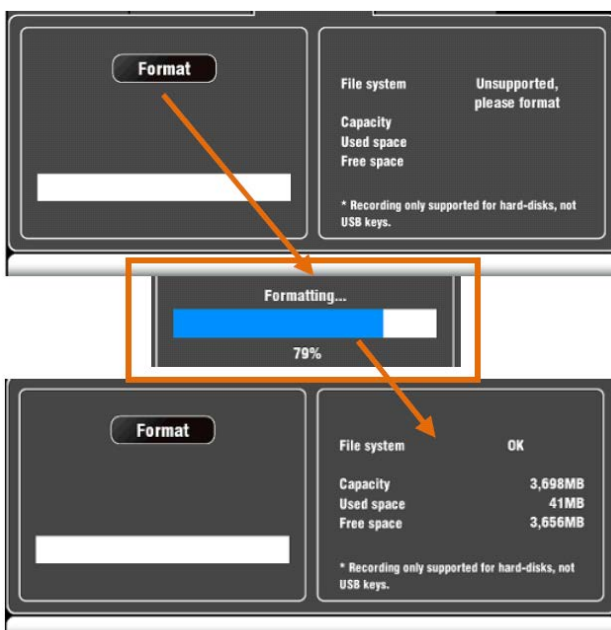 Format
File system Unsupported,
please format
Capacity
Used space
Free space
* Recording only supported for hard-disks, not
USB keys.
Formatting...
79%
Format
File system OK
Capacity 3,698MB
Used space 41MB
Free space 3,656MB
* Recording only supported for hard-disks, not
USB keys.